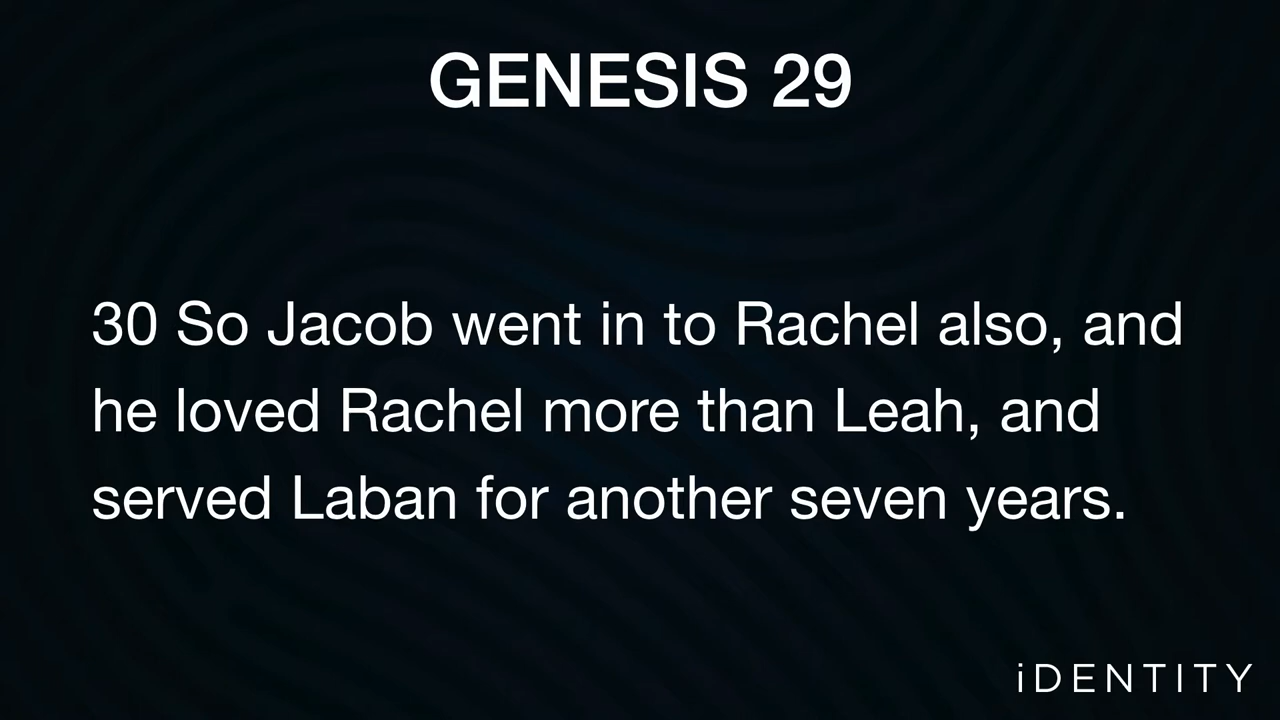 GENESIS 29
30 So Jacob went in to Rachel also, and
he loved Rachel more than Leah, and
served Laban for another seven years.
iDENTITY